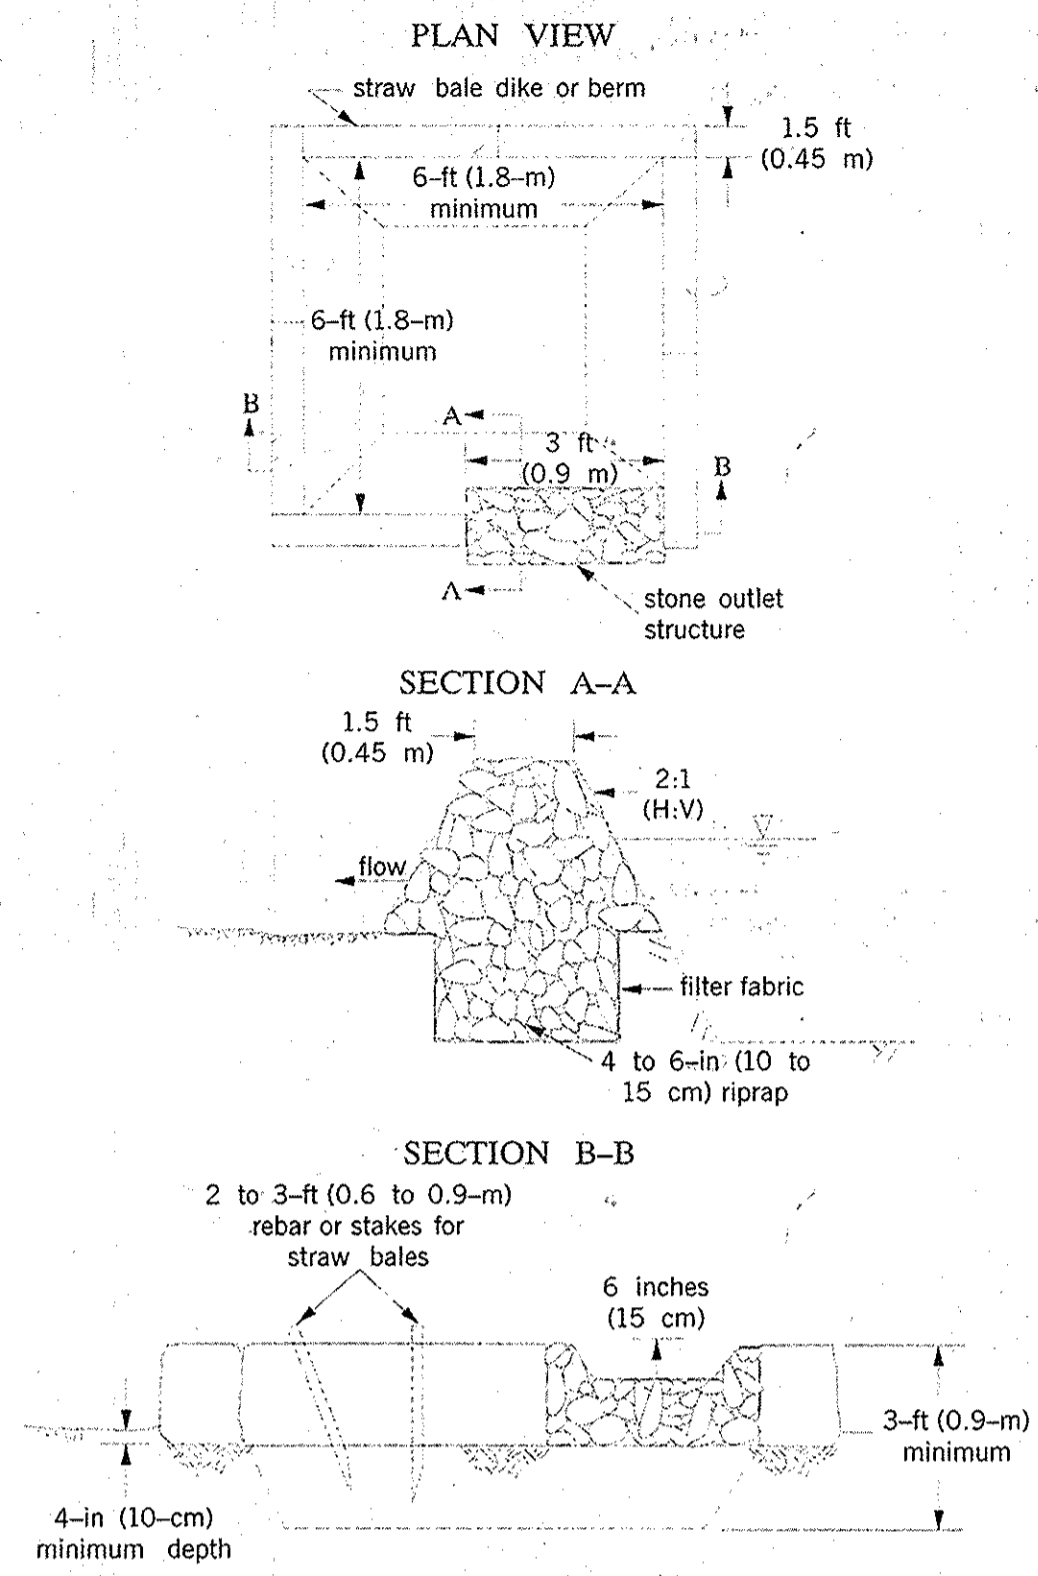 PLAN VIEW
straw bale dike or berm
1.5 ft
(0.45 m)
6–ft (1.8–m)
minimum
6–ft (1.8–m)
minimum
B
A
3 ft
(0.9 m)
B
A
stone outlet
structure
SECTION A–A
1.5 ft
(0.45 m)
2:1
(H:V)
flow
filter fabric
4 to 6–in (10 to
15 cm) riprap
SECTION B–B
2 to 3–ft (0.6 to 0.9–m)
rebar or stakes for
straw bales
6 inches
(15 cm)
3–ft (0.9–m)
minimum
4–in (10–cm)
minimum depth